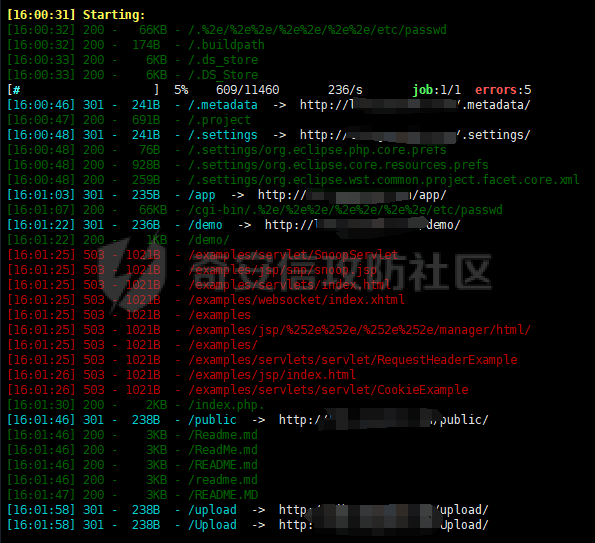 [16:00:31] Starting:
[16:00:32] 200 -   66KB - /.%2e/%2e%2e/%2e%2e/%2e%2e/etc/passwd
[16:00:32] 200 -  174B  - /.buildpath
[16:00:33] 200 -    6KB - /.ds_store
[16:00:33] 200 -    6KB - /.DS_Store
[#                    ]  5%    609/11460       236/s       job:1/1  errors:5
[16:00:46] 301 -  241B  - /.metadata  ->  http://l/.metadata/
[16:00:47] 200 -  691B  - /.project
[16:00:48] 301 -  241B  - /.settings  ->  http://.settings/
[16:00:48] 200 -   76B  - /.settings/org.eclipse.php.core.prefs
[16:00:48] 200 -  928B  - /.settings/org.eclipse.core.resources.prefs
[16:00:48] 200 -  259B  - /.settings/org.eclipse.wst.common.project.facet.core.xml
[16:01:03] 301 -  235B  - /app  ->  http:///app/
[16:01:07] 200 -   66KB - /cgi-bin/.%2e/%2e%2e/%2e%2e/%2e%2e/etc/passwd
[16:01:22] 301 -  236B  - /demo  ->  http://l demo/
[16:01:22] 200 -    1KB - /demo/
[16:01:25] 503 - 1021B  - /examples/servlet/SnoopServlet
[16:01:25] 503 - 1021B  - /examples/jsp/snp/snoop.jsp
[16:01:25] 503 - 1021B  - /examples/servlets/index.html
[16:01:25] 503 - 1021B  - /examples/websocket/index.xhtml
[16:01:25] 503 - 1021B  - /examples
[16:01:25] 503 - 1021B  - /examples/jsp/%252e%252e/%252e%252e/manager/html/
[16:01:25] 503 - 1021B  - /examples/
[16:01:25] 503 - 1021B  - /examples/servlets/servlet/RequestHeaderExample
[16:01:26] 503 - 1021B  - /examples/jsp/index.html
[16:01:26] 503 - 1021B  - /examples/servlets/servlet/CookieExample
[16:01:30] 200 -    2KB - /index.php.
[16:01:46] 301 -  238B  - /public  ->  http:///public/
[16:01:46] 200 -    3KB - /Readme.md
[16:01:46] 200 -    3KB - /ReadMe.md
[16:01:46] 200 -    3KB - /README.md
[16:01:46] 200 -    3KB - /readme.md
[16:01:47] 200 -    3KB - /README.MD
[16:01:58] 301 -  238B  - /upload  ->  http: upload/
[16:01:58] 301 -  238B  - /Upload  ->  http: Upload/
奇安信攻防社区